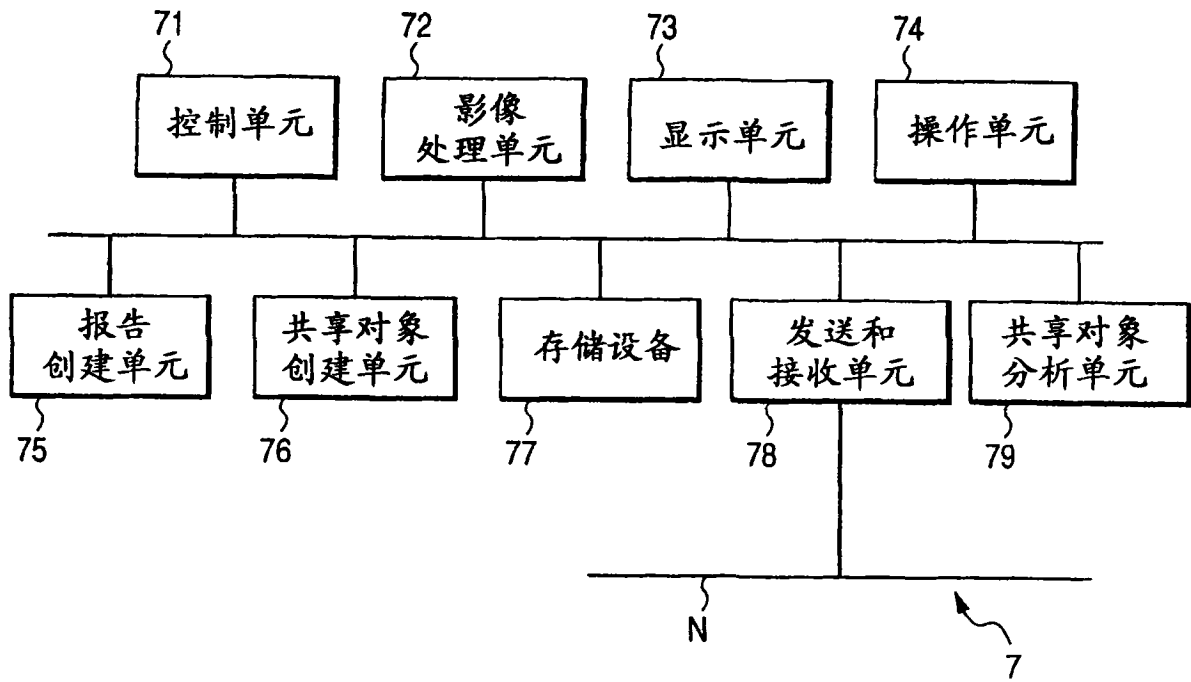 71
72
73
74
控制单元
影像
处理单元
显示单元
操作单元
报告
创建单元
共享对象
创建单元
存储设备
发送和
接收单元
共享对象
分析单元
75
76
77
78
79
N
7